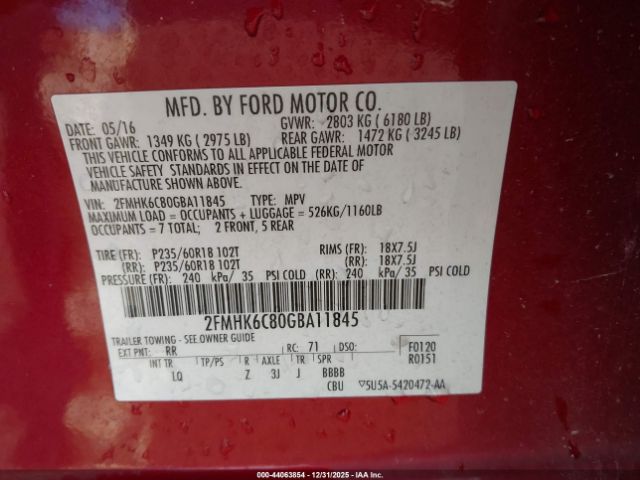 MFD. BY FORD MOTOR CO.
DATE: 05/16 GVWR: 2803 KG ( 6180 LB)
FRONT GAWR: 1349 KG ( 2975 LB) REAR GAWR: 1472 KG ( 3245 LB)
THIS VEHICLE CONFORMS TO ALL APPLICABLE FEDERAL MOTOR
VEHICLE SAFETY STANDARDS IN EFFECT ON THE DATE OF
MANUFACTURE SHOWN ABOVE.
VIN: 2FMHK6C80GBA11845 TYPE: MPV
MAXIMUM LOAD = OCCUPANTS + LUGGAGE = 526KG/1160LB
OCCUPANTS = 7 TOTAL; 2 FRONT, 5 REAR
TIRE (FR): P235/60R18 102T RIMS (FR): 18X7.5J
(RR): P235/60R18 102T (RR): 18X7.5J
PRESSURE (FR): 240 kPa/ 35 PSI COLD (RR): 240 kPa/ 35 PSI COLD
2FMHK6C80GBA11845
TRAILER TOWING - SEE OWNER GUIDE
EXT PNT: RR RC: 71 DSO: F0120
R0151
INT TR TP/PS R AXLE TR SPR
LQ Z 3J J BBBB
CBU 5U5A-5420472-AA
IAA - 44063854 - 12/31/2025 - IAAI.com